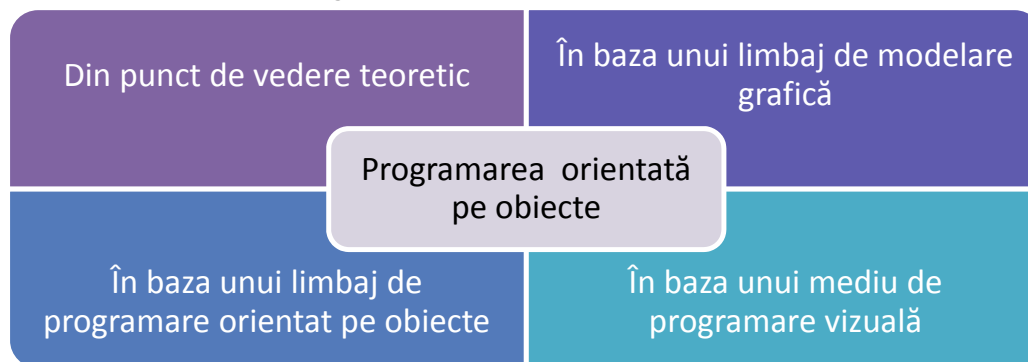 Din punct de vedere teoretic
În baza unui limbaj de modelare
grafică
Programarea orientată
pe obiecte
În baza unui limbaj de
programare orientat pe obiecte
În baza unui mediu de
programare vizuală